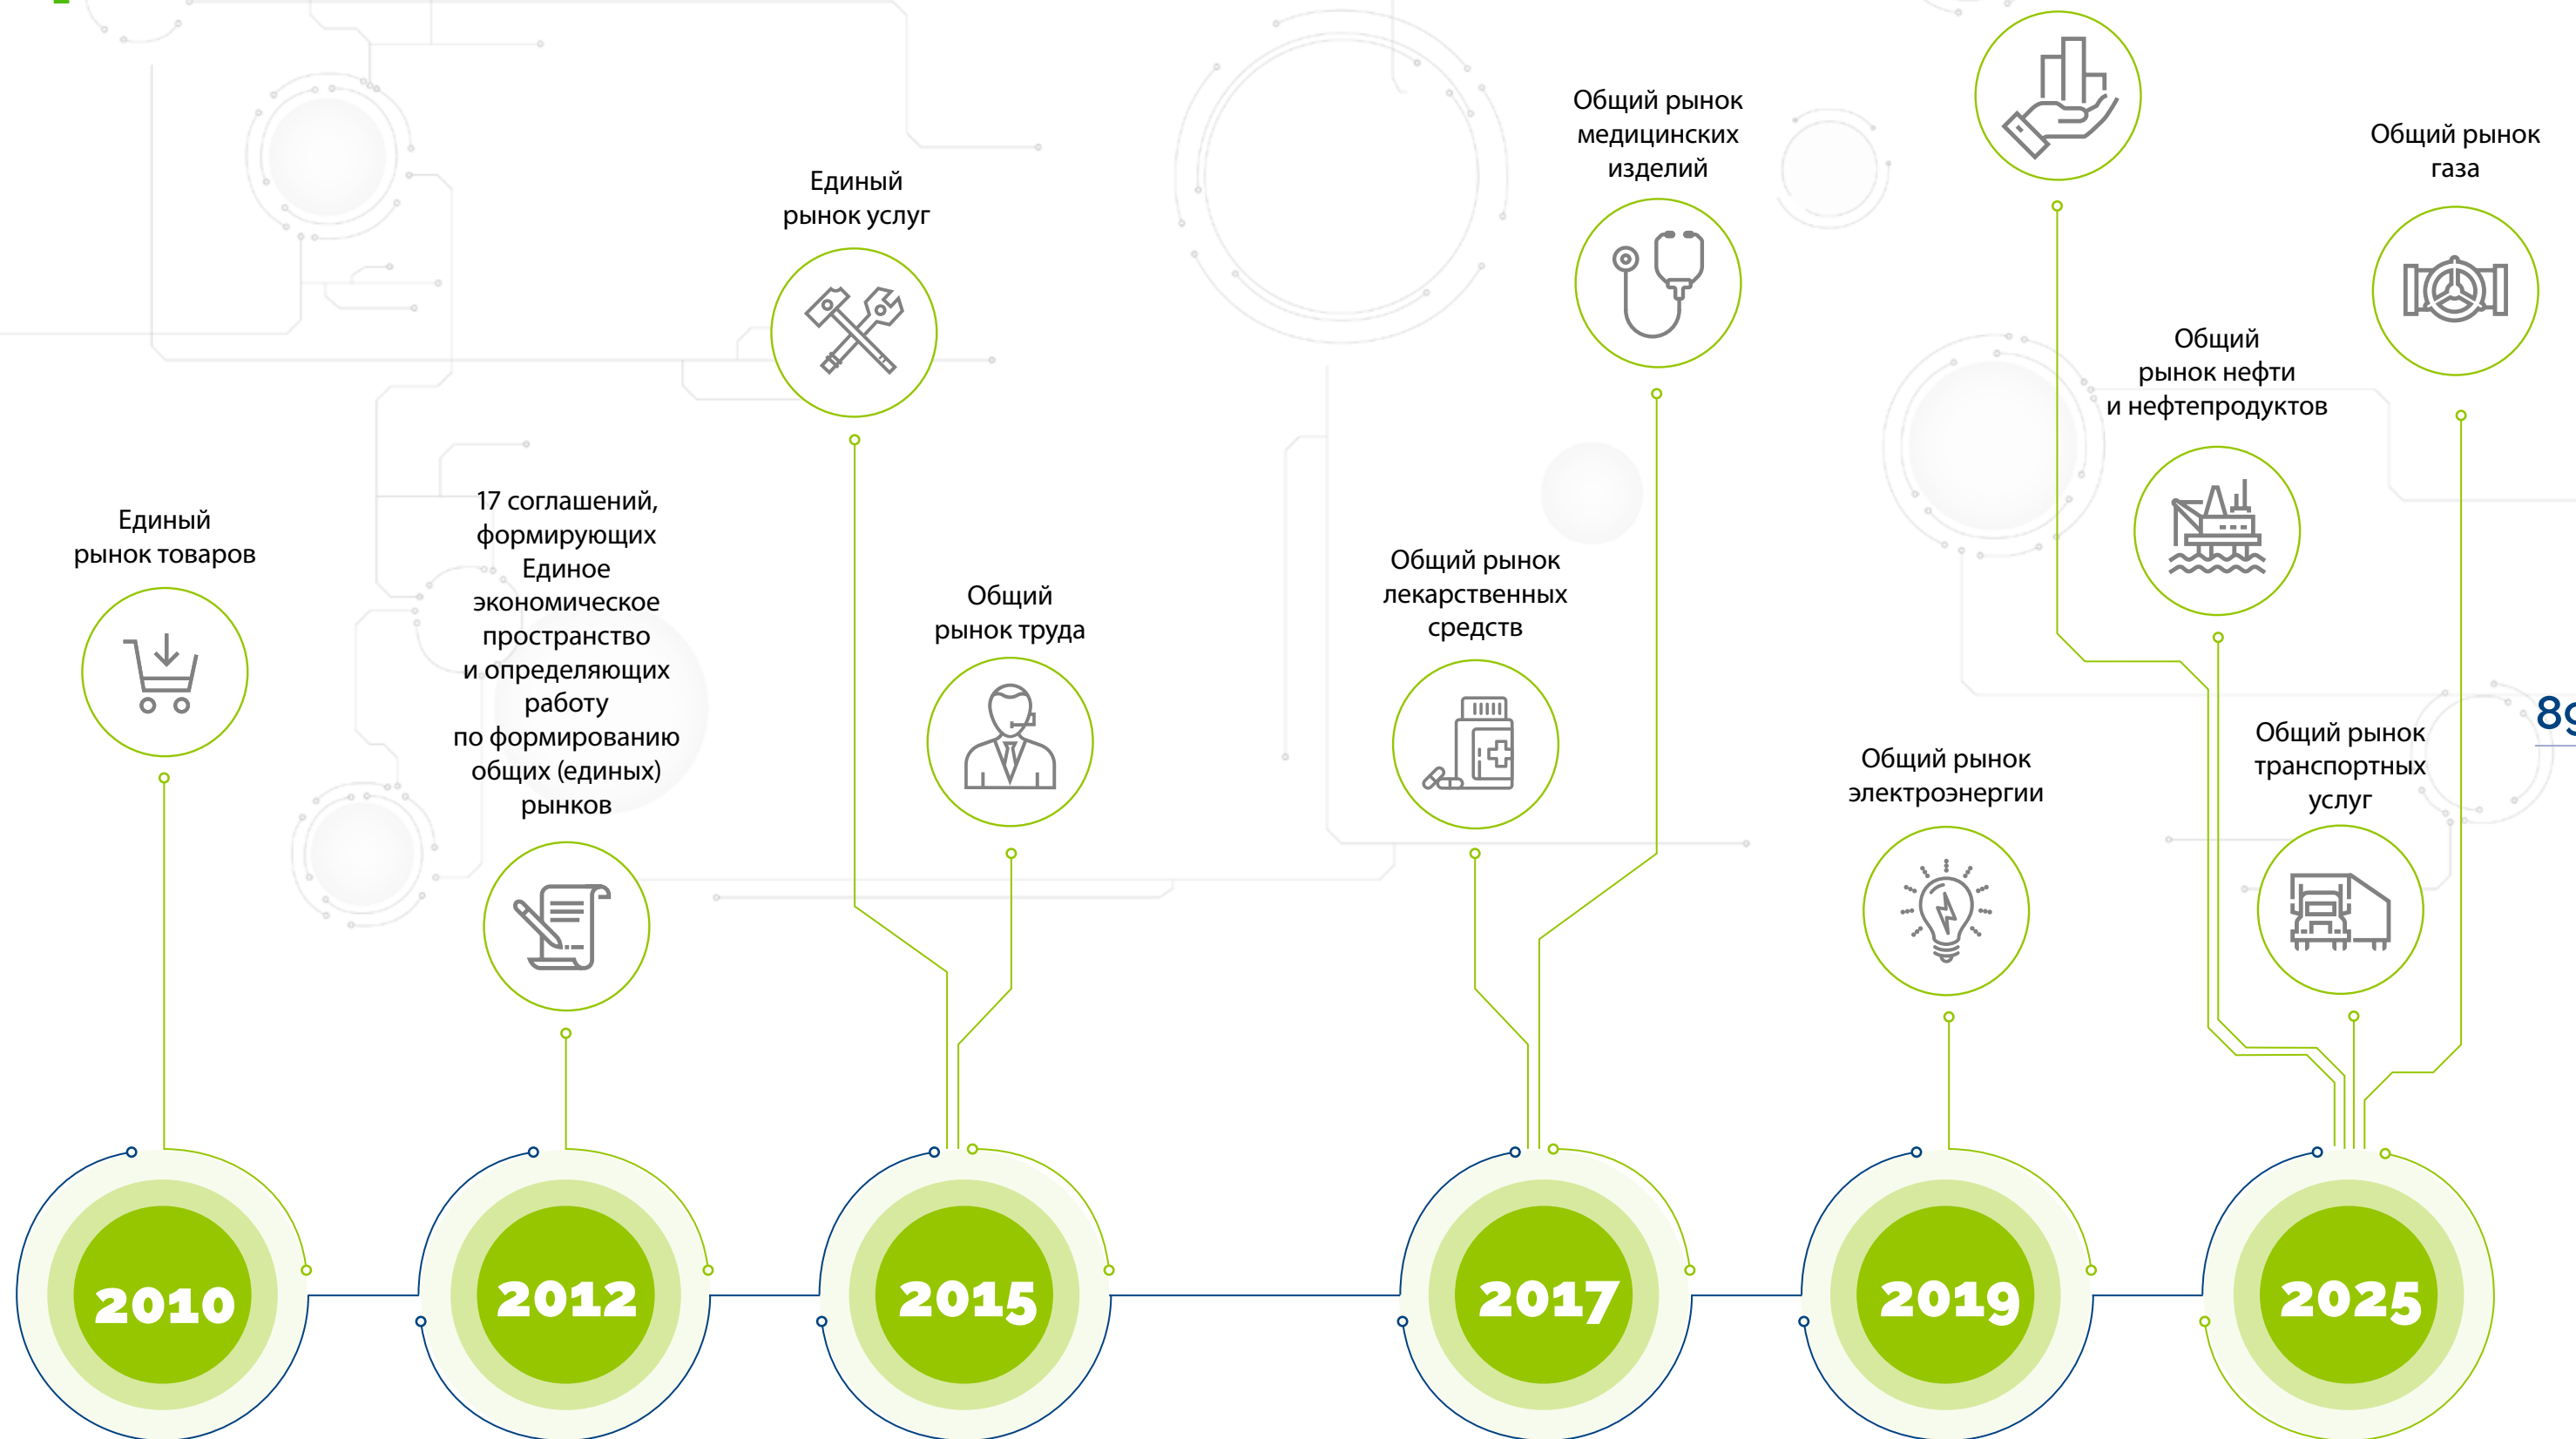 Единый
рынок товаров
17 соглашений,
формирующих
Единое
экономическое
пространство
и определяющих
работу
по формированию
общих (единых)
рынков
Единый
рынок услуг
Общий
рынок труда
Общий рынок
лекарственных
средств
Общий рынок
медицинских
изделий
Общий рынок
электроэнергии
Общий
рынок нефти
и нефтепродуктов
Общий рынок
транспортных
услуг
Общий рынок
газа
2010
2012
2015
2017
2019
2025